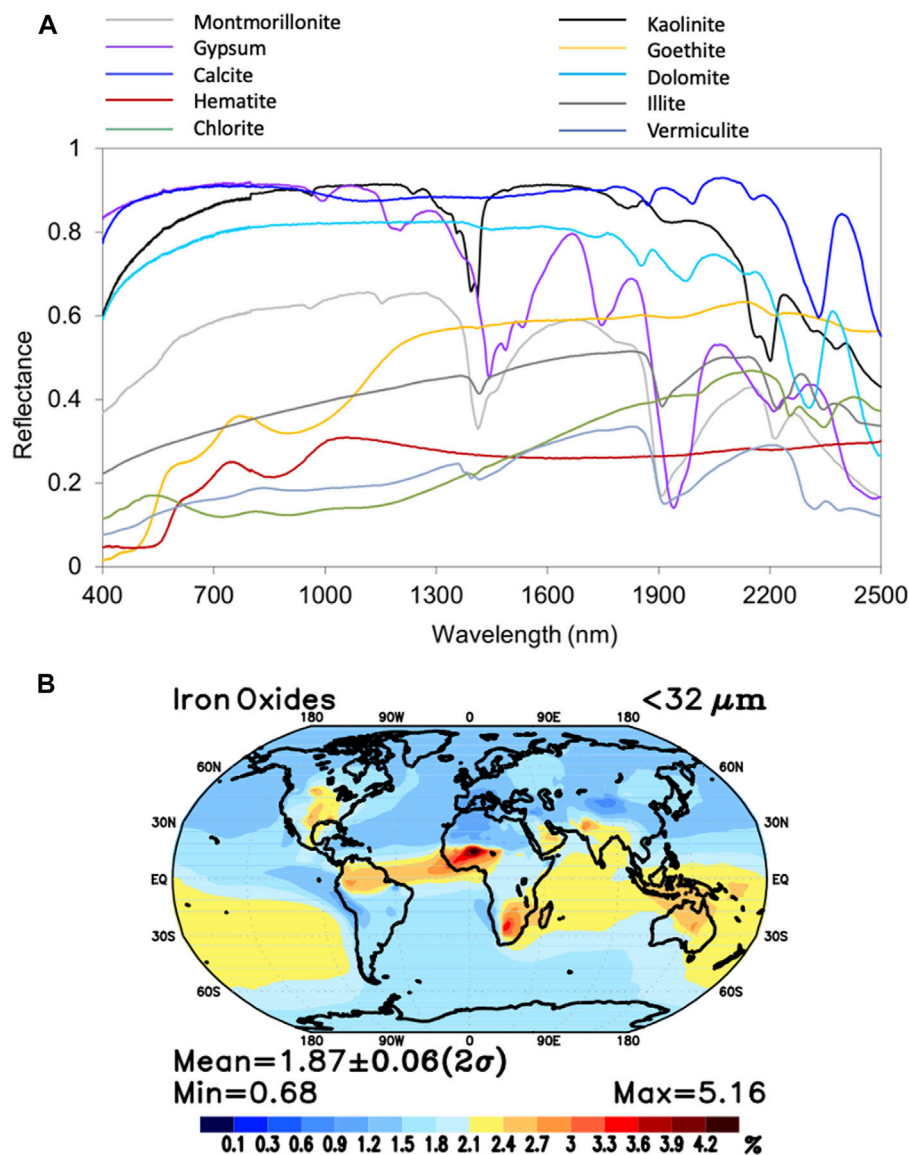 A
Montmorillonite
Gypsum
Calcite
Hematite
Chlorite
Kaolinite
Goethite
Dolomite
Illite
Vermiculite
1
0.8
0.6
0.4
0.2
0
Reflectance
400 700 1000 1300 1600 1900 2200 2500
Wavelength (nm)
B
Iron Oxides <32 μm
180 90W 0 90E 180
60N 60N
30N 30N
EQ EQ
30S 30S
60S 60S
180 90W 0 90E 180
Mean=1.87±0.06(2σ)
Min=0.68 Max=5.16
0.1 0.3 0.6 0.9 1.2 1.5 1.8 2.1 2.4 2.7 3 3.3 3.6 3.9 4.2 %